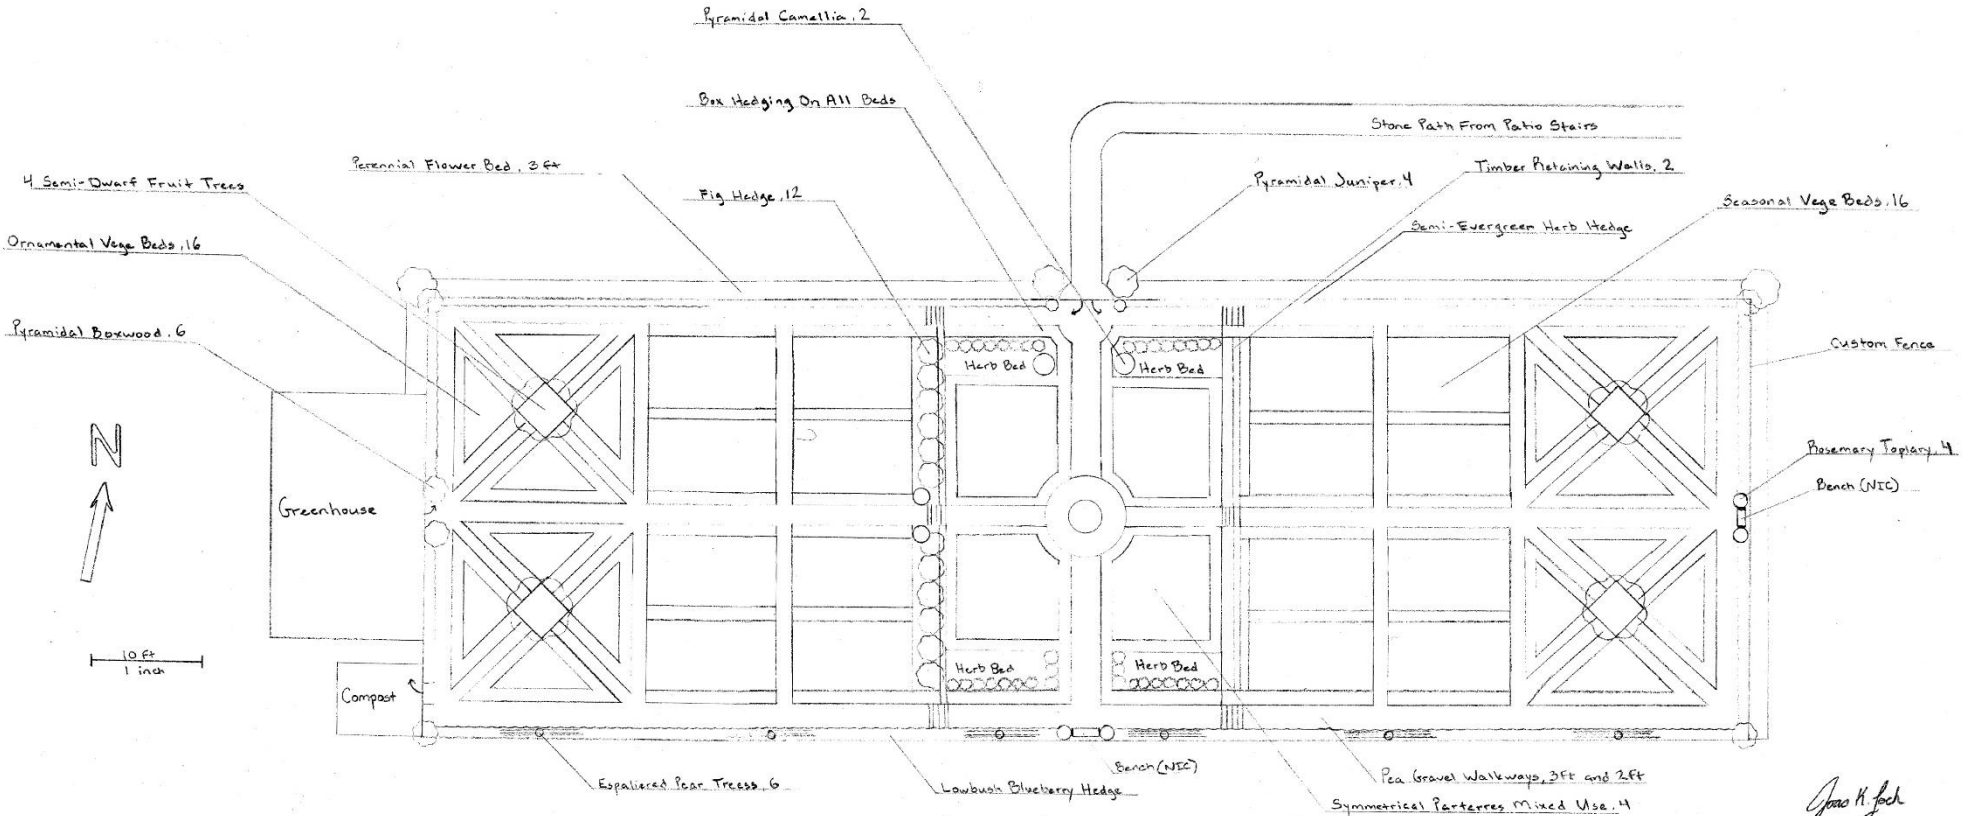 Pyramidal Camellia, 2
Box Hedging On All Beds
Stone Path From Patio Stairs
Perennial Flower Bed, 3 ft
Timber Retaining Walls, 2
4 Semi-Dwarf Fruit Trees
Pyramidal Juniper, 4
Fig Hedge, 12
Seasonal Vege Beds, 16
Semi-Evergreen Herb Hedge
Ornamental Vege Beds, 16
Pyramidal Boxwood, 6
Custom Fence
Herb Bed
Herb Bed
N
Rosemary Topiary, 4
Bench (NIC)
Greenhouse
10 ft
1 inch
Herb Bed
Herb Bed
Compost
Bench (NIC)
Espaliered Pear Treess, 6
Lowbush Blueberry Hedge
Pea Gravel Walkways, 3ft and 2ft
Symmetrical Parterres Mixed Use, 4